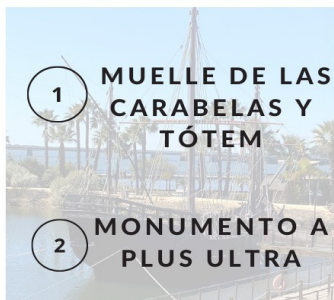 1
MUELLE DE LAS
CARABELAS Y
TÓTEM
2
MONUMENTO A
PLUS ULTRA